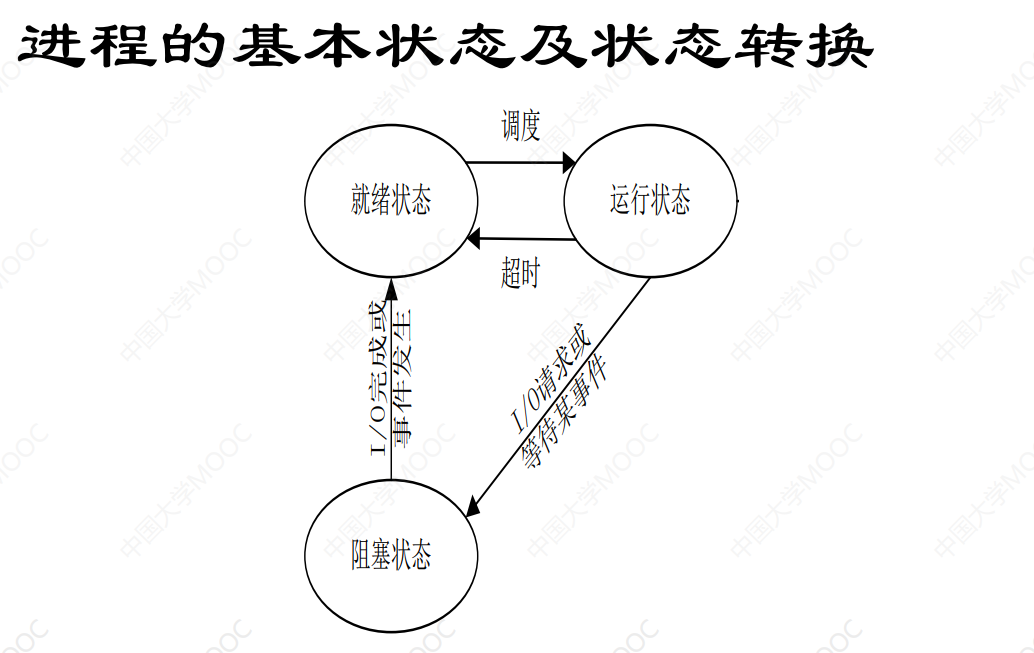 进程的基本状态及状态转换
调度
就绪状态
运行状态
超时
I/O完成或
事件发生
I/O请求或
等待某事件
阻塞状态
中国大学MOOC